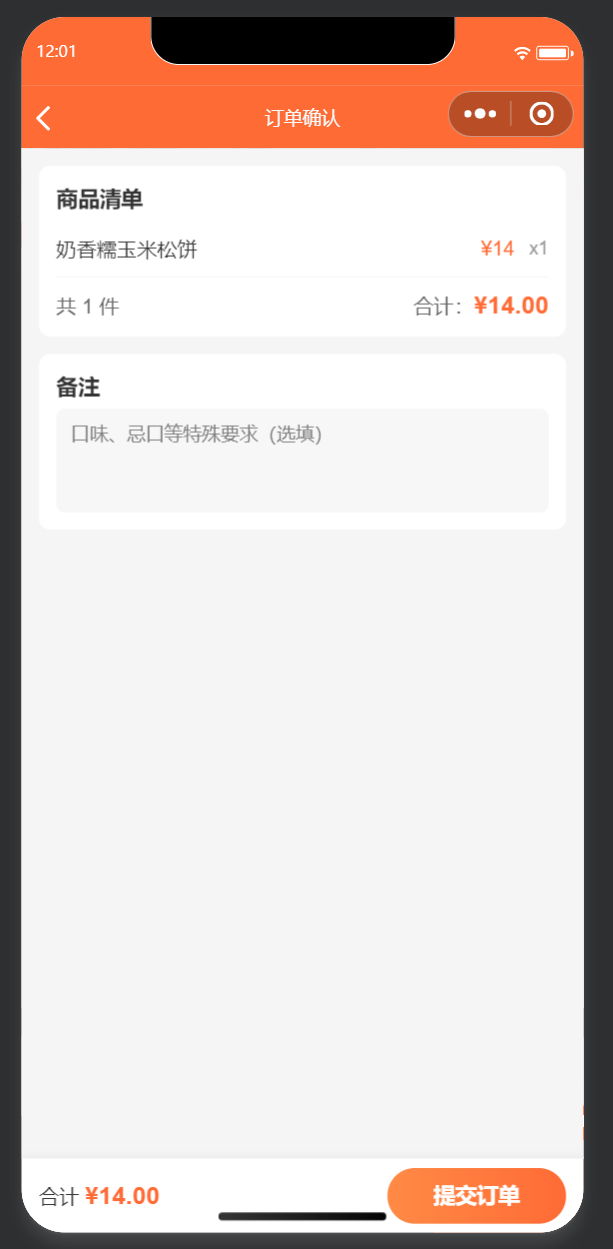 12:01
订单确认
商品清单
奶香糯玉米松饼 ¥14 x1
共 1 件 合计：¥14.00
备注
口味、忌口等特殊要求（选填）
合计 ¥14.00 提交订单